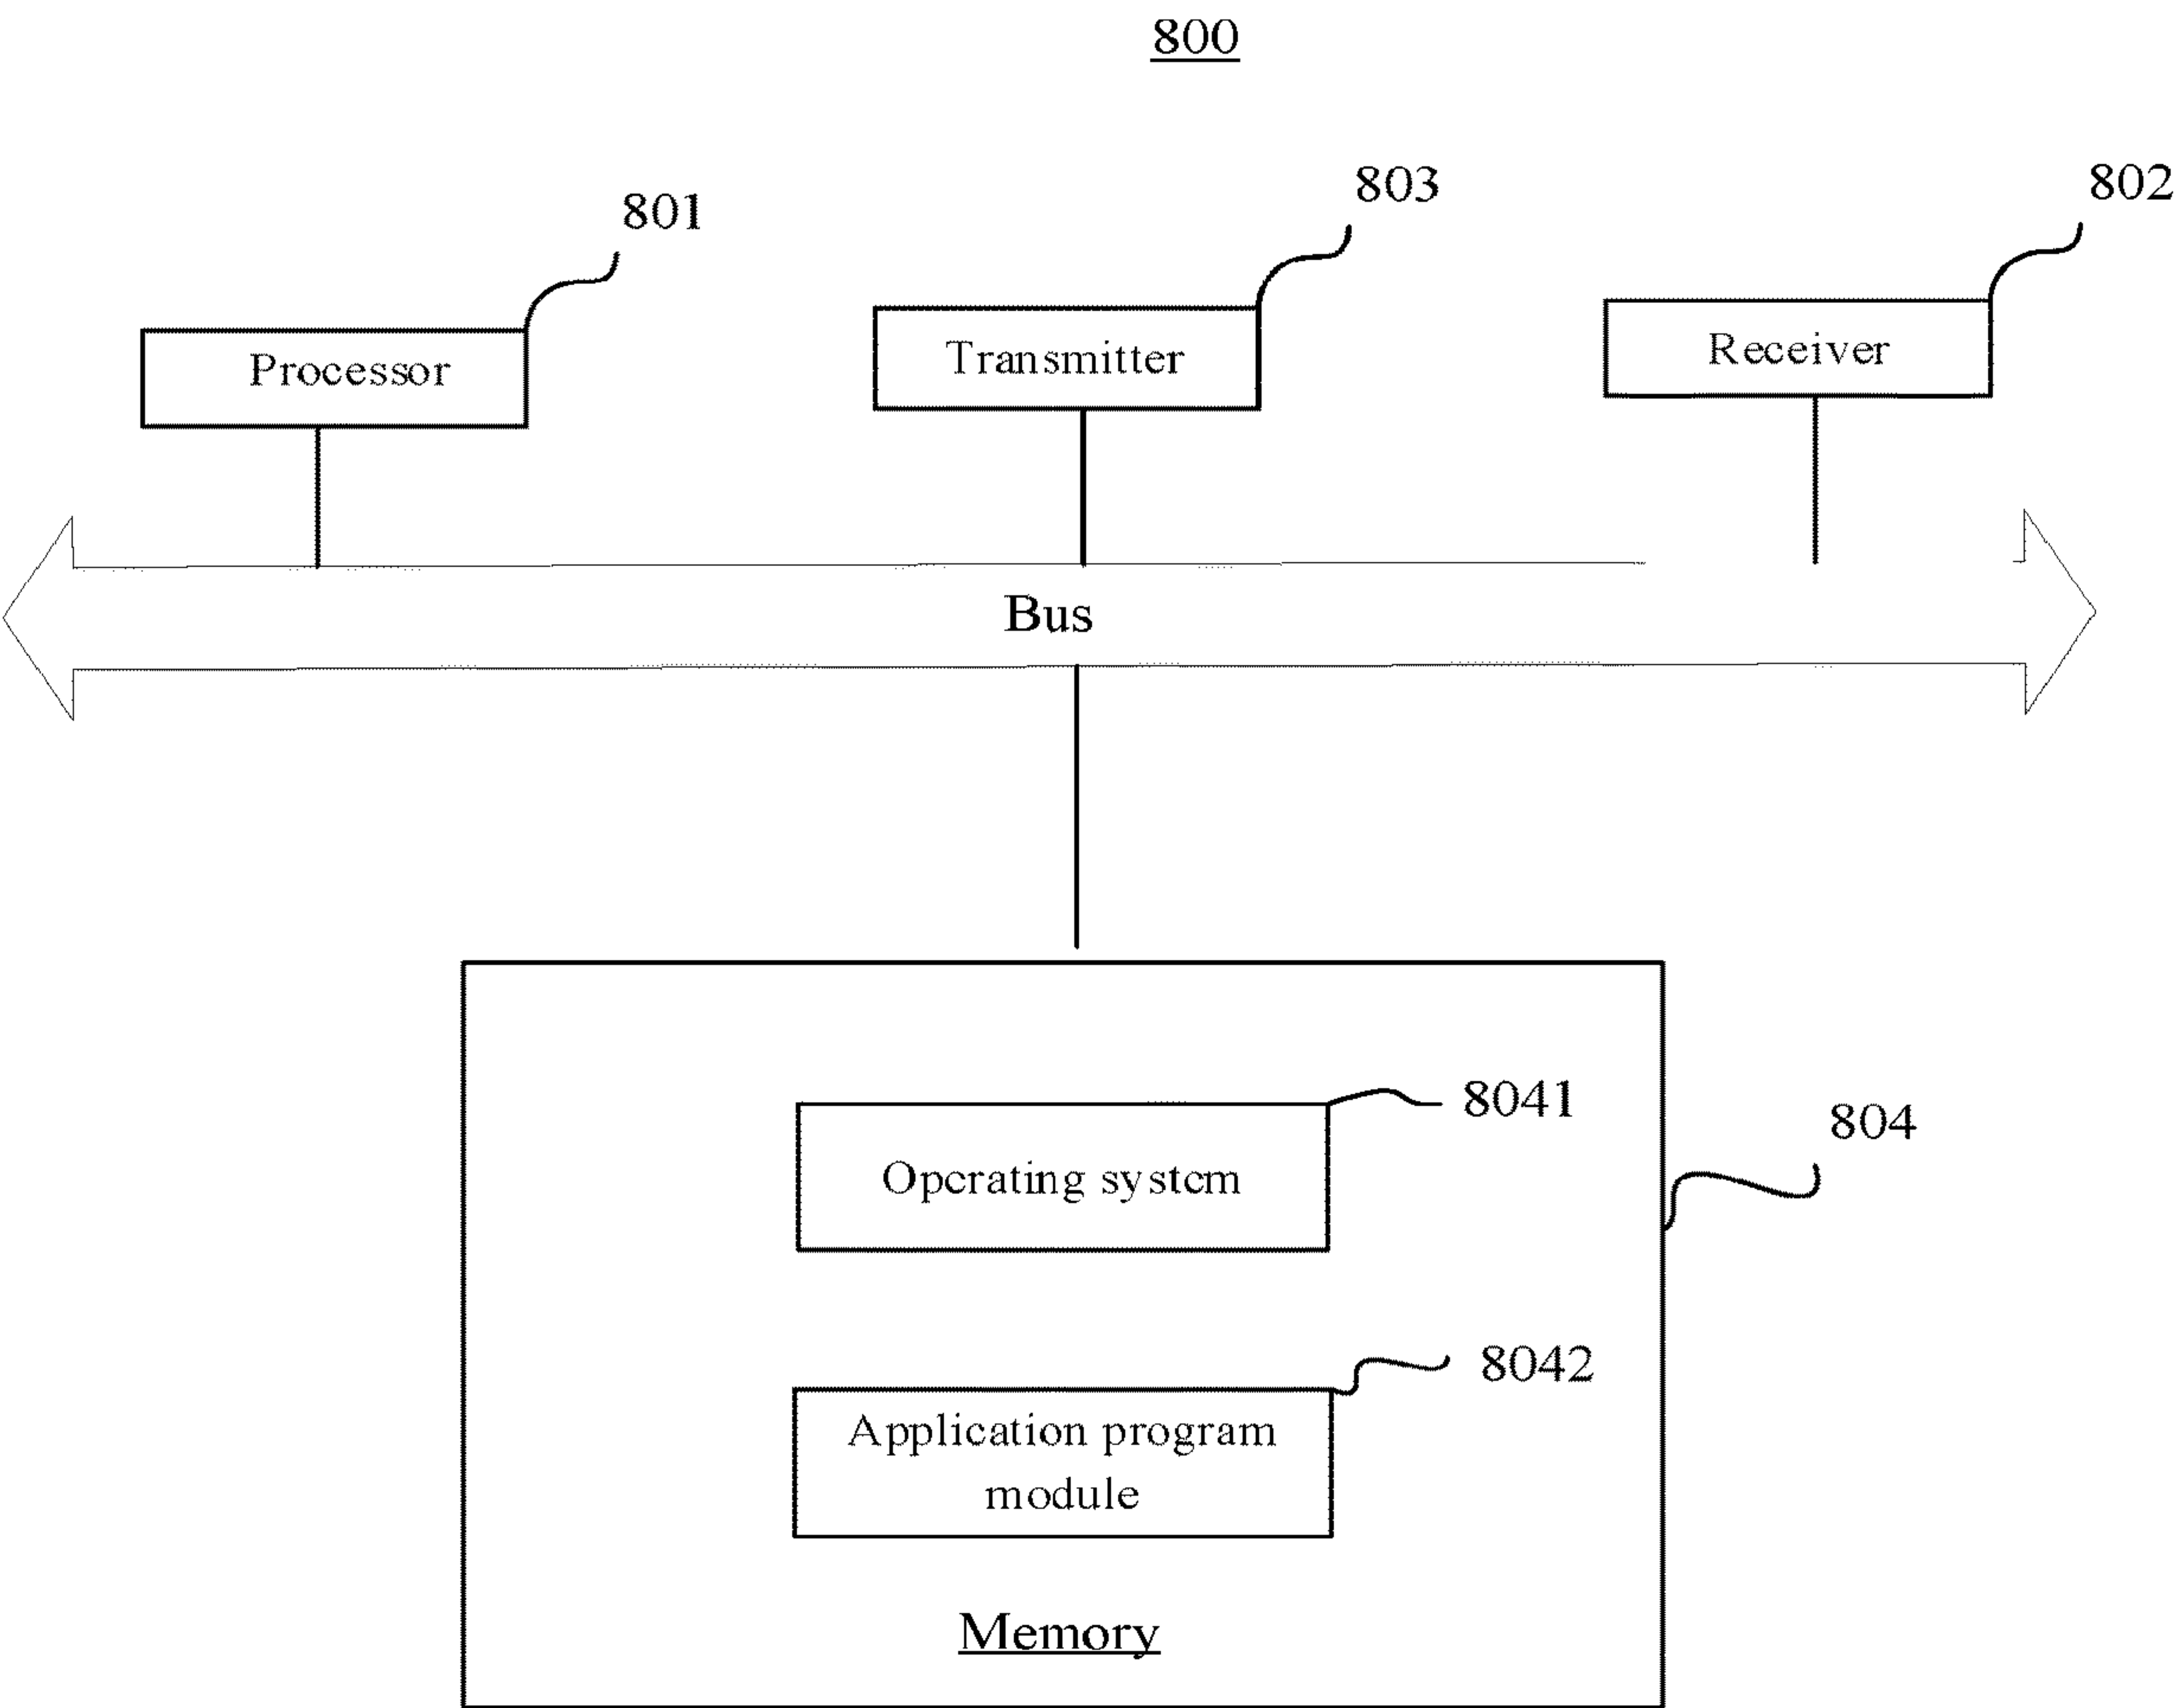 800
801
803
802
Processor
Transmitter
Receiver
Bus
8041
804
Operating system
8042
Application program
module
Memory